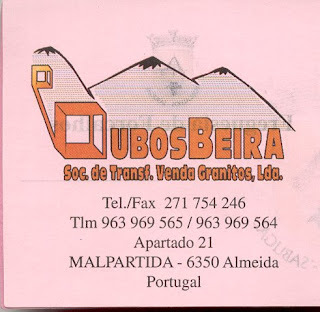 CUBOSBEIRA
Soc. de Transf. Venda Granitos, Lda.
Tel./Fax 271 754 246
Tlm 963 969 565 / 963 969 564
Apartado 21
MALPARTIDA - 6350 Almeida
Portugal